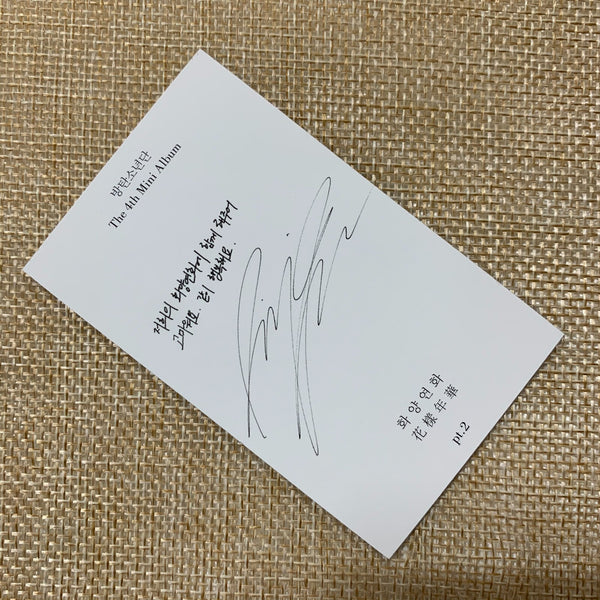 방탄소년단
The 4th Mini Album
저희의 화양연화에 함께 해주어
고마워요. 같이 행복해요.
화양연화
花樣年華
pt.2